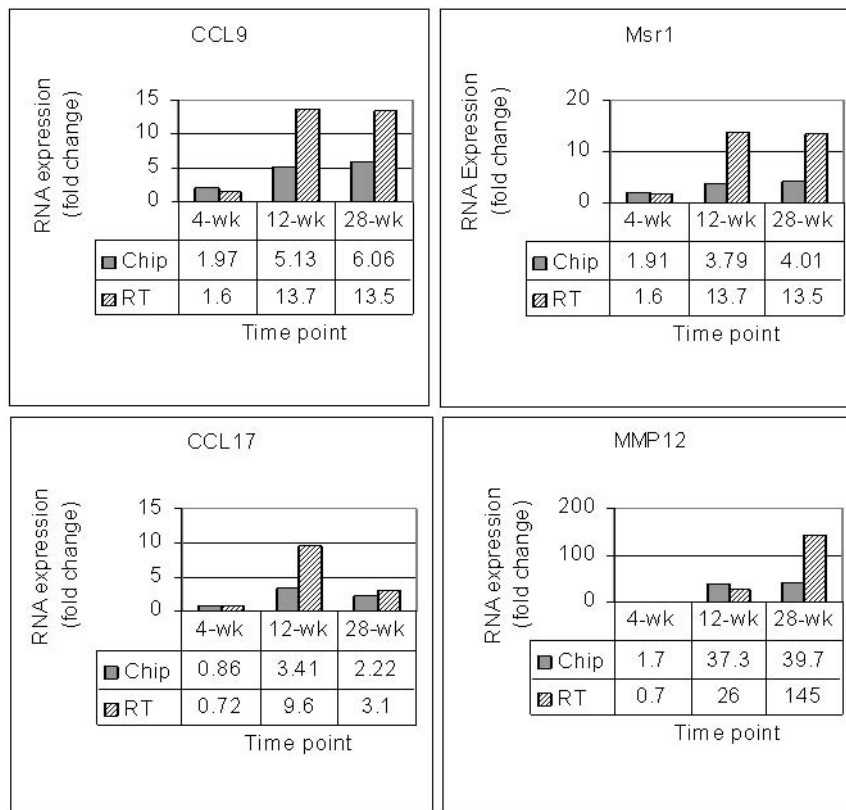 CCL9
RNA expression
(fold change)
15
10
5
0
4-wk 12-wk 28-wk
Chip 1.97 5.13 6.06
RT 1.6 13.7 13.5
Time point
Msr1
RNA Expression
(fold change)
20
10
0
4-wk 12-wk 28-wk
Chip 1.91 3.79 4.01
RT 1.6 13.7 13.5
Time point
CCL17
RNA expression
(fold change)
15
10
5
0
4-wk 12-wk 28-wk
Chip 0.86 3.41 2.22
RT 0.72 9.6 3.1
Time point
MMP12
RNA expression
(fold change)
200
100
0
4-wk 12-wk 28-wk
Chip 1.7 37.3 39.7
RT 0.7 26 145
Time point